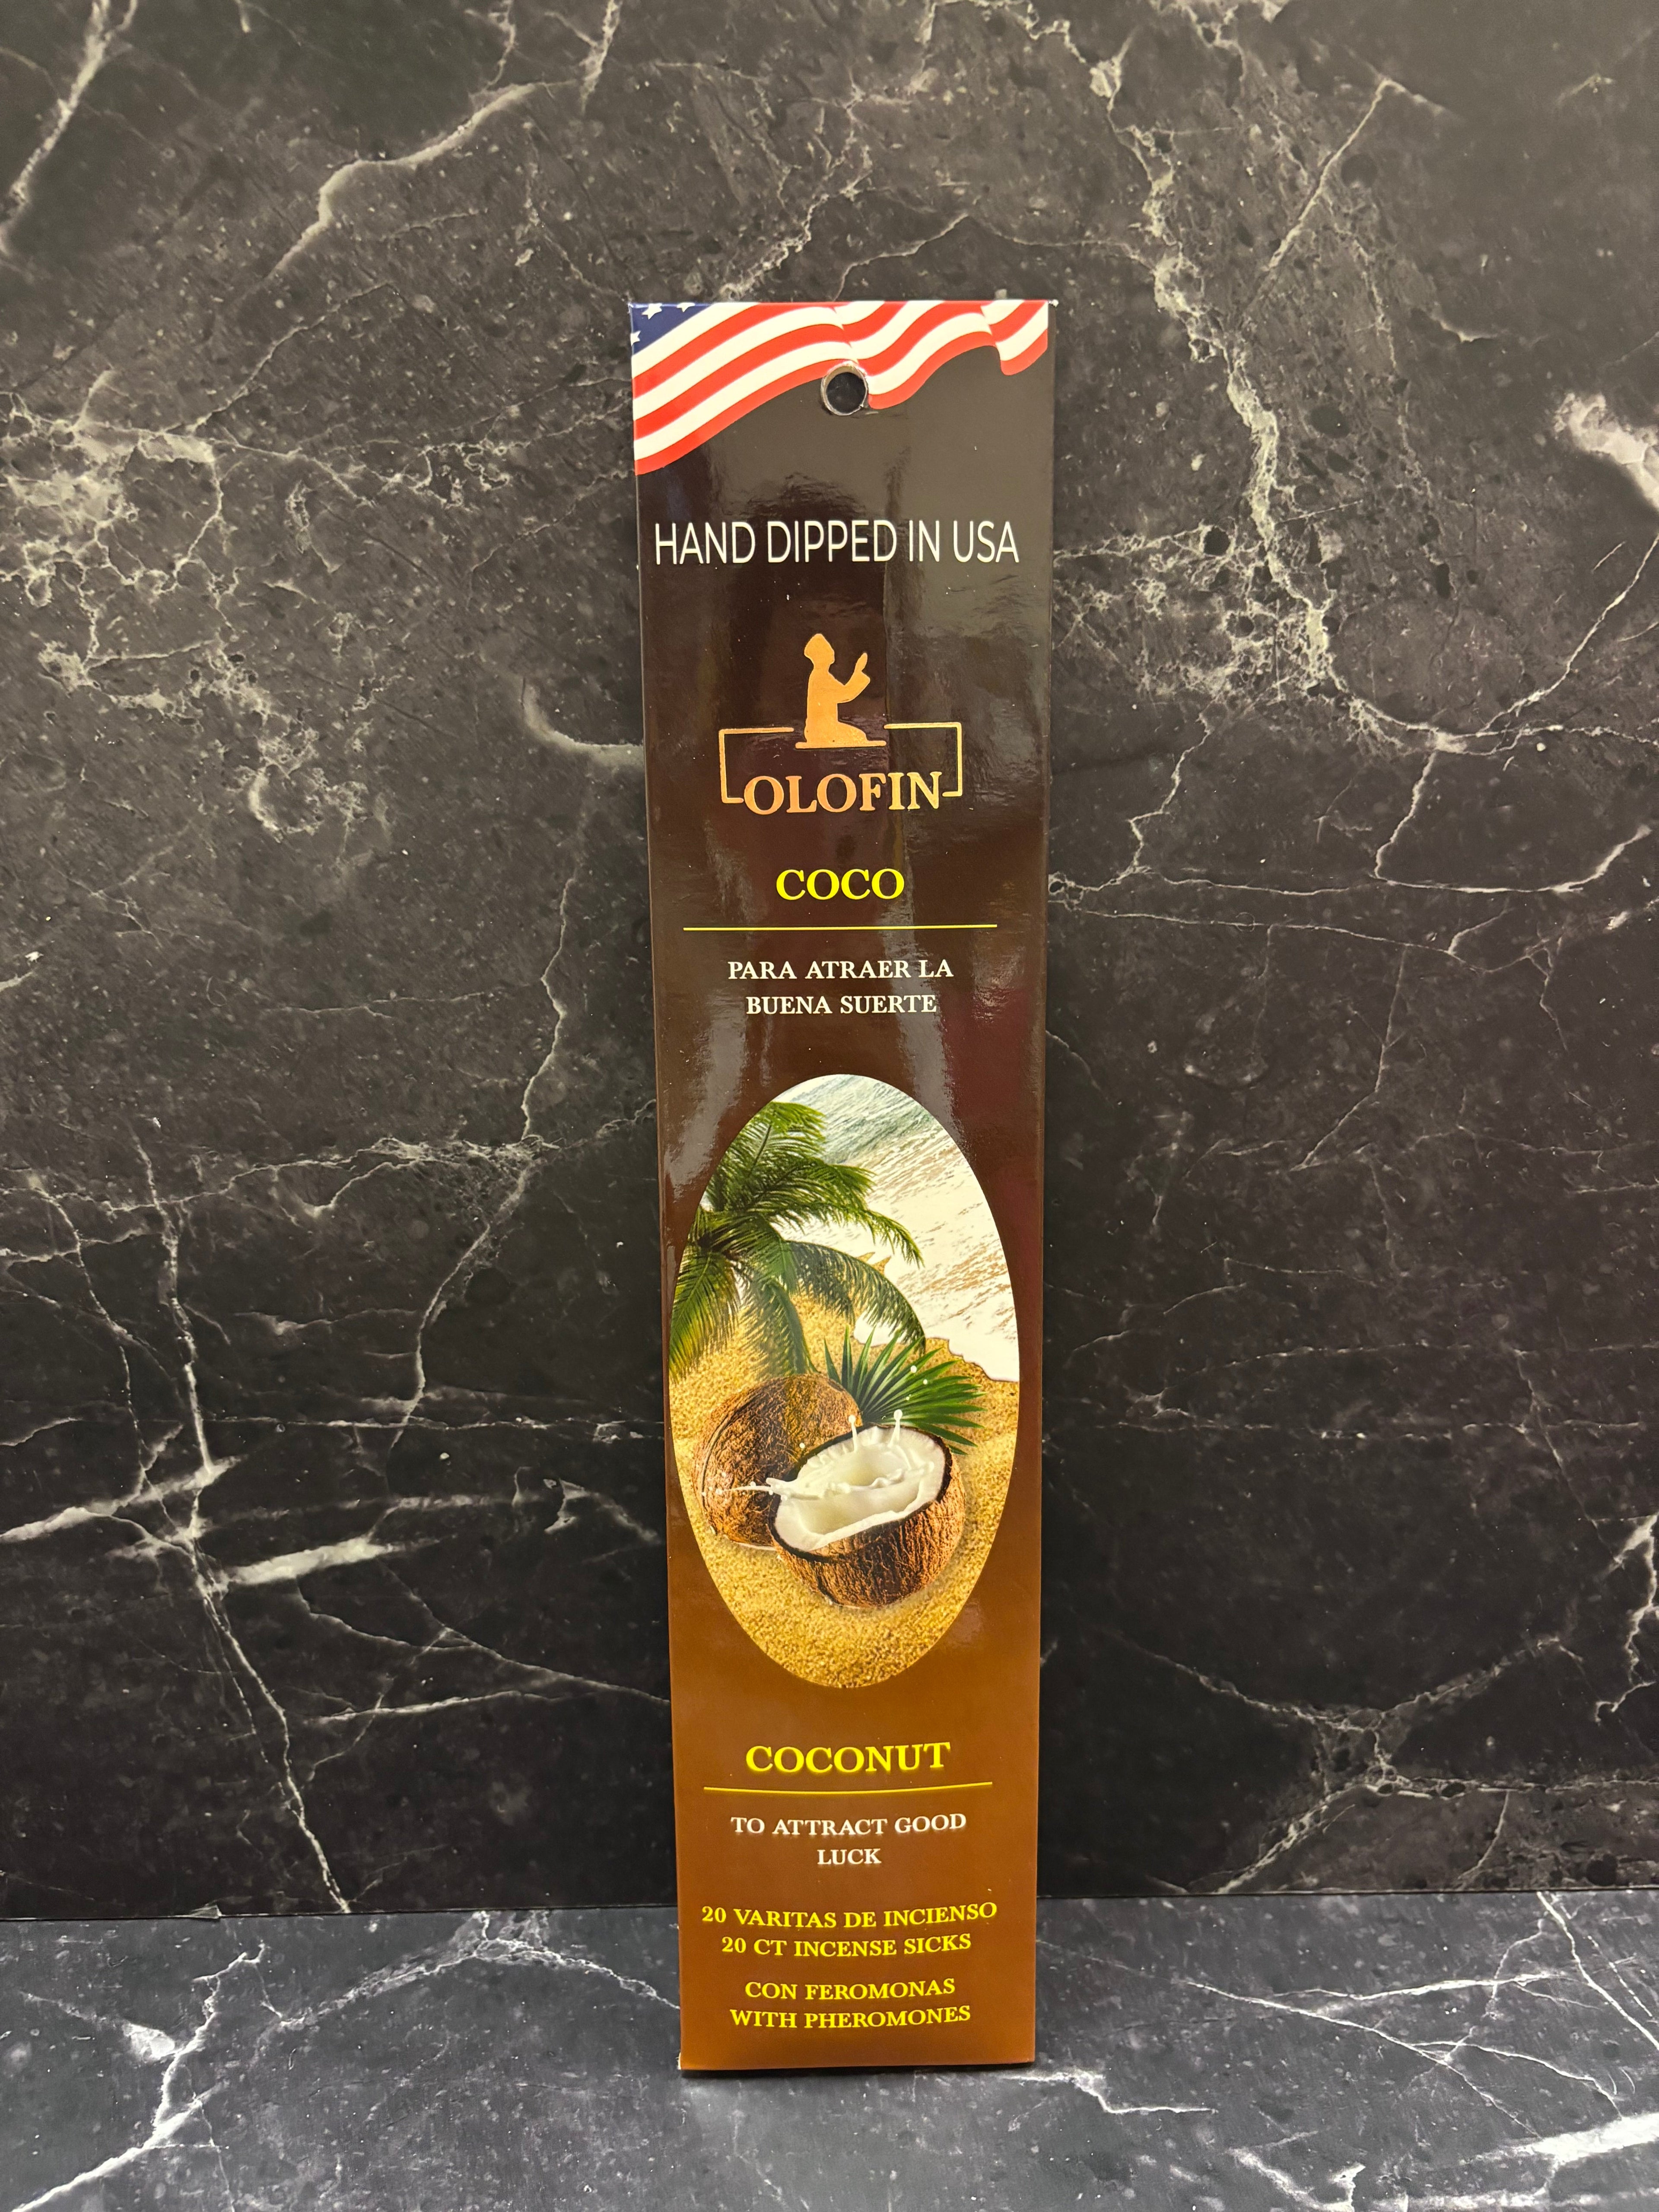 HAND DIPPED IN USA
OLOFIN
COCO
PARA ATRAER LA
BUENA SUERTE
COCONUT
TO ATTRACT GOOD
LUCK
20 VARITAS DE INCIENSO
20 CT INCENSE SICKS
CON FEROMONAS
WITH PHEROMONES